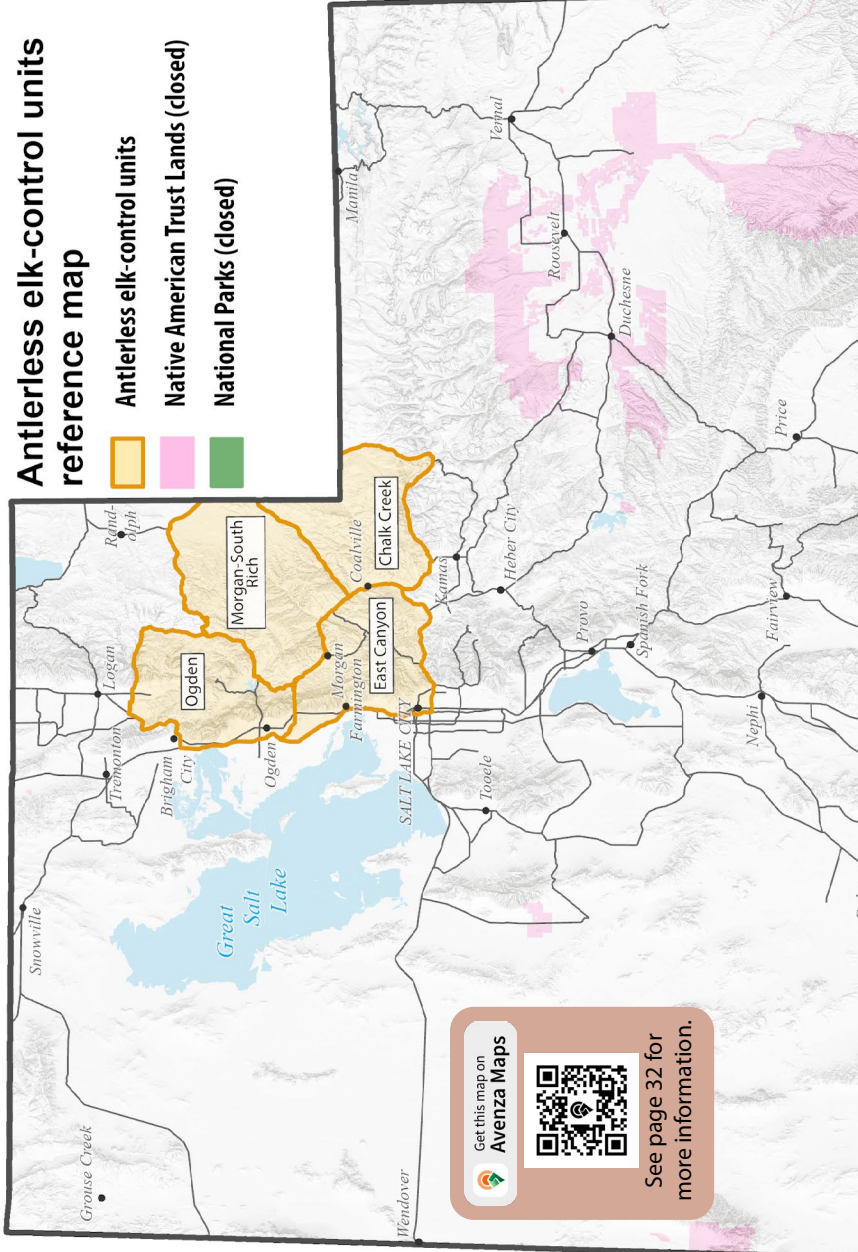 Antlerless elk-control units
reference map
Antlerless elk-control units
Native American Trust Lands (closed)
National Parks (closed)
Grouse Creek
Snowville
Tremonton
Logan
Rand-
olph
Brigham
City
Ogden
Morgan-South
Rich
Great
Salt
Lake
Ogden
Morgan
Farmington
East Canyon
Coalville
Chalk Creek
Manila
Wendover
SALT LAKE CITY
Kamas
Tooele
Heber City
Vernal
Roosevelt
Duchesne
Provo
Spanish Fork
Nephi
Fairview
Price
Get this map on
Avenza Maps
See page 32 for
more information.